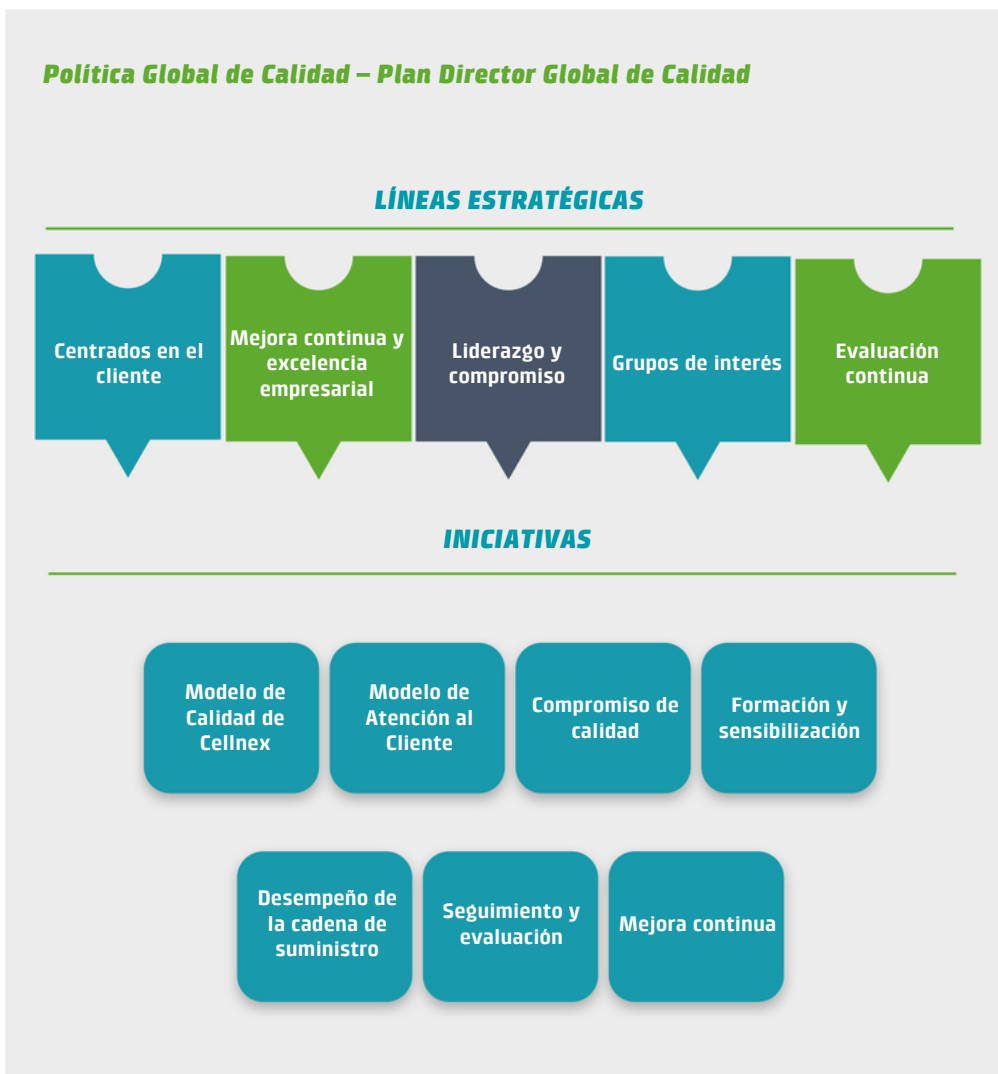 Política Global de Calidad – Plan Director Global de Calidad
LÍNEAS ESTRATÉGICAS
Centrados en el
cliente
Mejora continua y
excelencia
empresarial
Liderazgo y
compromiso
Grupos de interés
Evaluación
continua
INICIATIVAS
Modelo de
Calidad de
Cellnex
Modelo de
Atención al
Cliente
Compromiso de
calidad
Formación y
sensibilización
Desempeño de
la cadena de
suministro
Seguimiento y
evaluación
Mejora continua